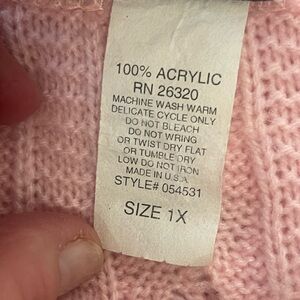 100% ACRYLIC
RN 26320
MACHINE WASH WARM
DELICATE CYCLE ONLY
DO NOT BLEACH
DO NOT WRING
OR TWIST DRY FLAT
OR TUMBLE DRY
LOW DO NOT IRON
MADE IN U.S.A.
STYLE# 054531
SIZE 1X